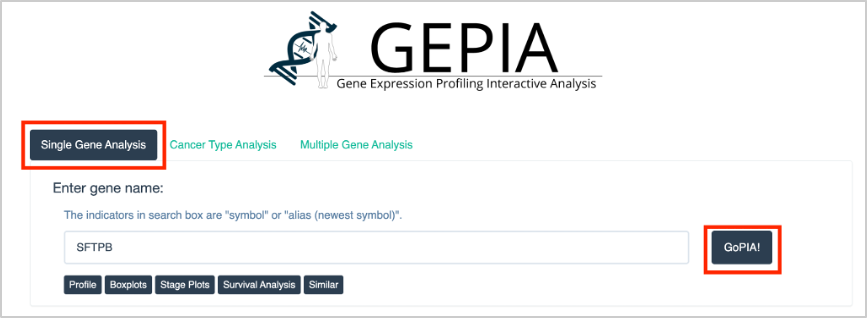 GEPIA
Gene Expression Profiling Interactive Analysis
Single Gene Analysis Cancer Type Analysis Multiple Gene Analysis
Enter gene name:
The indicators in search box are "symbol" or "alias (newest symbol)".
SFTPB GoPIA!
Profile Boxplots Stage Plots Survival Analysis Similar